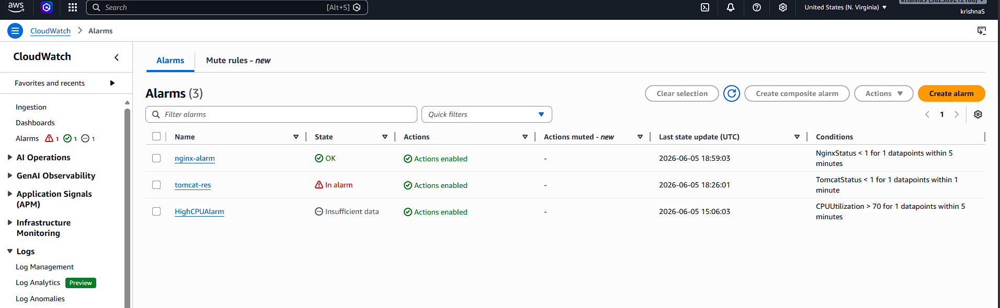 aws
Search [Alt+S]
United States (N. Virginia)
krishnaS
CloudWatch Alarms
CloudWatch
Favorites and recents
Ingestion
Dashboards
Alarms 1 1 1
AI Operations
GenAI Observability
Application Signals
(APM)
Infrastructure
Monitoring
Logs
Log Management
Log Analytics Preview
Log Anomalies
Alarms Mute rules - new
Alarms (3)
Clear selection Create composite alarm Actions Create alarm
Filter alarms Quick filters 1
Name State Actions Actions muted - new Last state update (UTC) Conditions
nginx-alarm OK Actions enabled - 2026-06-05 18:59:03 NginxStatus < 1 for 1 datapoints within 5
minutes
tomcat-res In alarm Actions enabled - 2026-06-05 18:26:01 TomcatStatus < 1 for 1 datapoints within 1
minute
HighCPUAlarm Insufficient data Actions enabled - 2026-06-05 15:06:03 CPUUtilization > 70 for 1 datapoints within 5
minutes